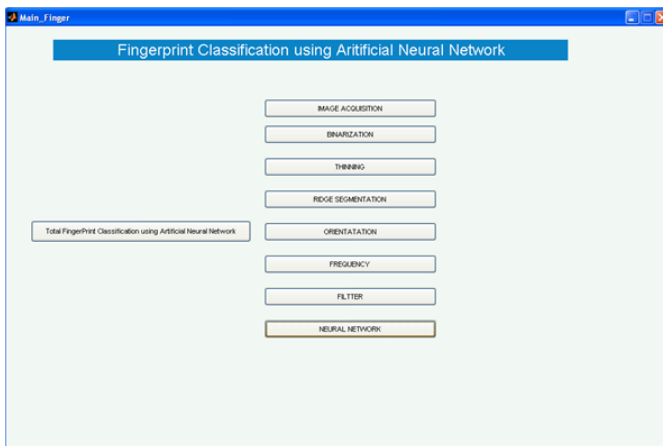 Main_Finger
Fingerprint Classification using Aritificial Neural Network
IMAGE ACQUISITION
BINARIZATION
THINNING
RIDGE SEGMENTATION
Total FingerPrint Classification using Artificial Neural Network
ORIENTATATION
FREQUENCY
FILTTER
NEURAL NETWORK